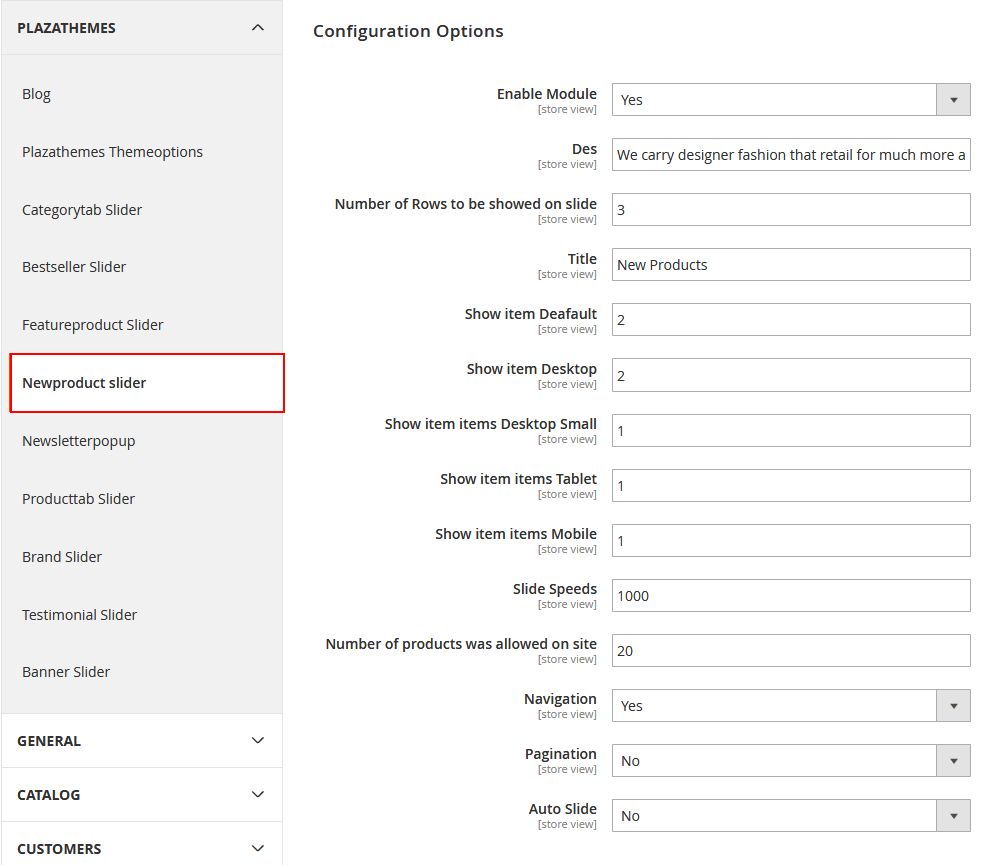 PLAZATHEMES
Blog
Plazathemes Themeoptions
Categorytab Slider
Bestseller Slider
Featureproduct Slider
Newproduct slider
Newsletterpopup
Producttab Slider
Brand Slider
Testimonial Slider
Banner Slider
GENERAL
CATALOG
CUSTOMERS
Configuration Options
Enable Module
[store view]
Yes
Des
[store view]
We carry designer fashion that retail for much more a
Number of Rows to be showed on slide
[store view]
3
Title
[store view]
New Products
Show item Deafault
[store view]
2
Show item Desktop
[store view]
2
Show item items Desktop Small
[store view]
1
Show item items Tablet
[store view]
1
Show item items Mobile
[store view]
1
Slide Speeds
[store view]
1000
Number of products was allowed on site
[store view]
20
Navigation
[store view]
Yes
Pagination
[store view]
No
Auto Slide
[store view]
No